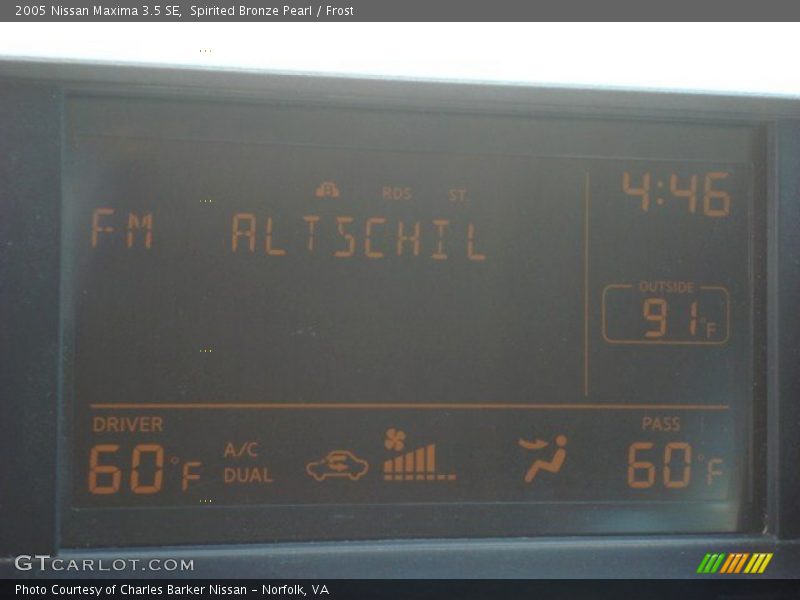 2005 Nissan Maxima 3.5 SE, Spirited Bronze Pearl / Frost
RDS ST
4:46
FM ALTSCHIL
OUTSIDE
91°F
DRIVER
PASS
60°F
A/C
DUAL
60°F
GTCARLOT.COM
Photo Courtesy of Charles Barker Nissan - Norfolk, VA